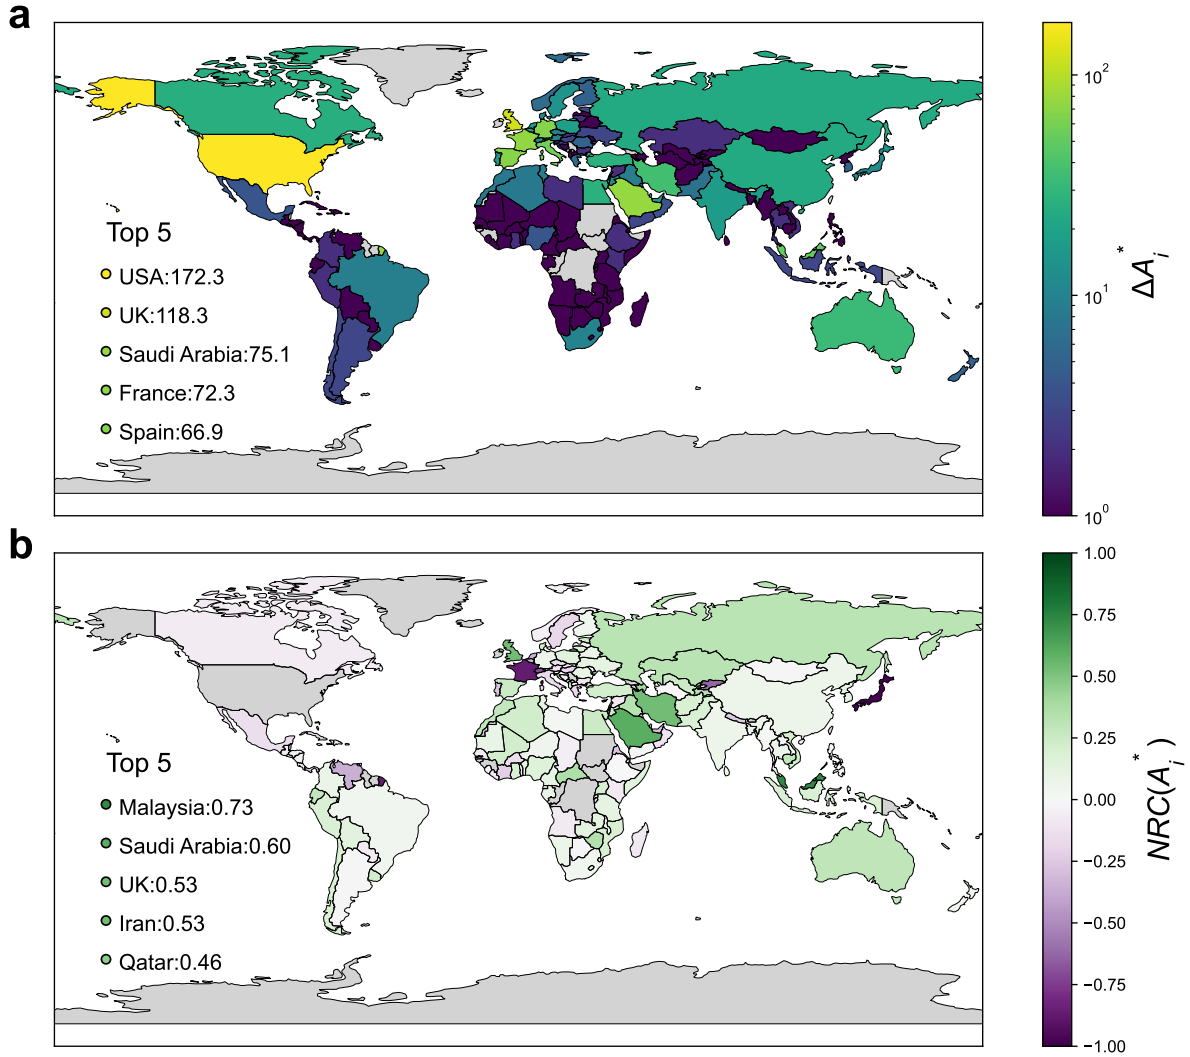 a
Top 5
USA:172.3
UK:118.3
Saudi Arabia:75.1
France:72.3
Spain:66.9
10²
10¹
10⁰
ΔAᵢ*
b
Top 5
Malaysia:0.73
Saudi Arabia:0.60
UK:0.53
Iran:0.53
Qatar:0.46
1.00
0.75
0.50
0.25
0.00
−0.25
−0.50
−0.75
−1.00
NRC(Aᵢ*)